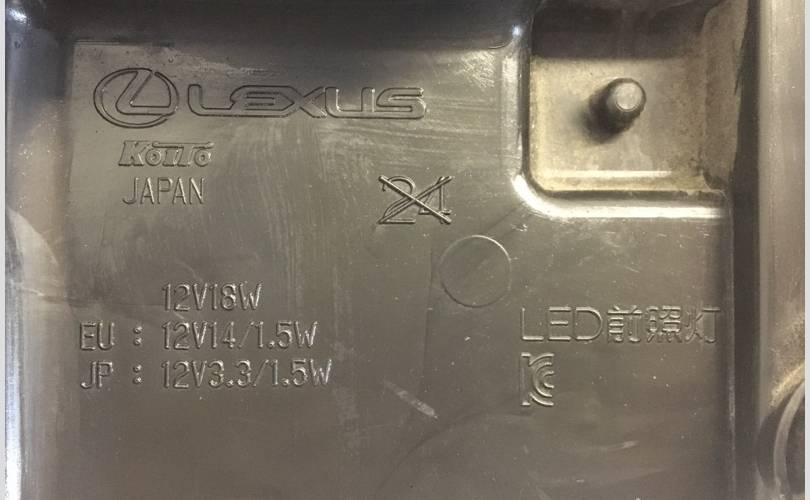 LEXUS
KOITO
JAPAN
24
12V18W
EU : 12V14/1.5W
JP : 12V3.3/1.5W
LED前照灯
KC